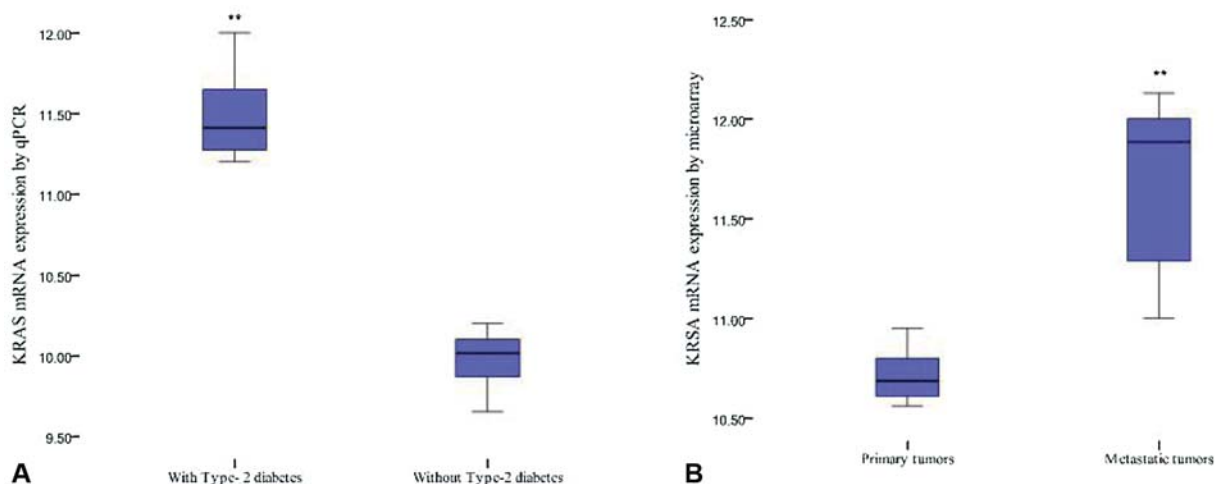 KRAS mRNA expression by qPCR
12.00
11.50
11.00
10.50
10.00
9.50
**
With Type- 2 diabetes
Without Type-2 diabetes
A
KRSA mRNA expression by microarray
12.50
12.00
11.50
11.00
10.50
**
Primary tumors
Metastatic tumors
B